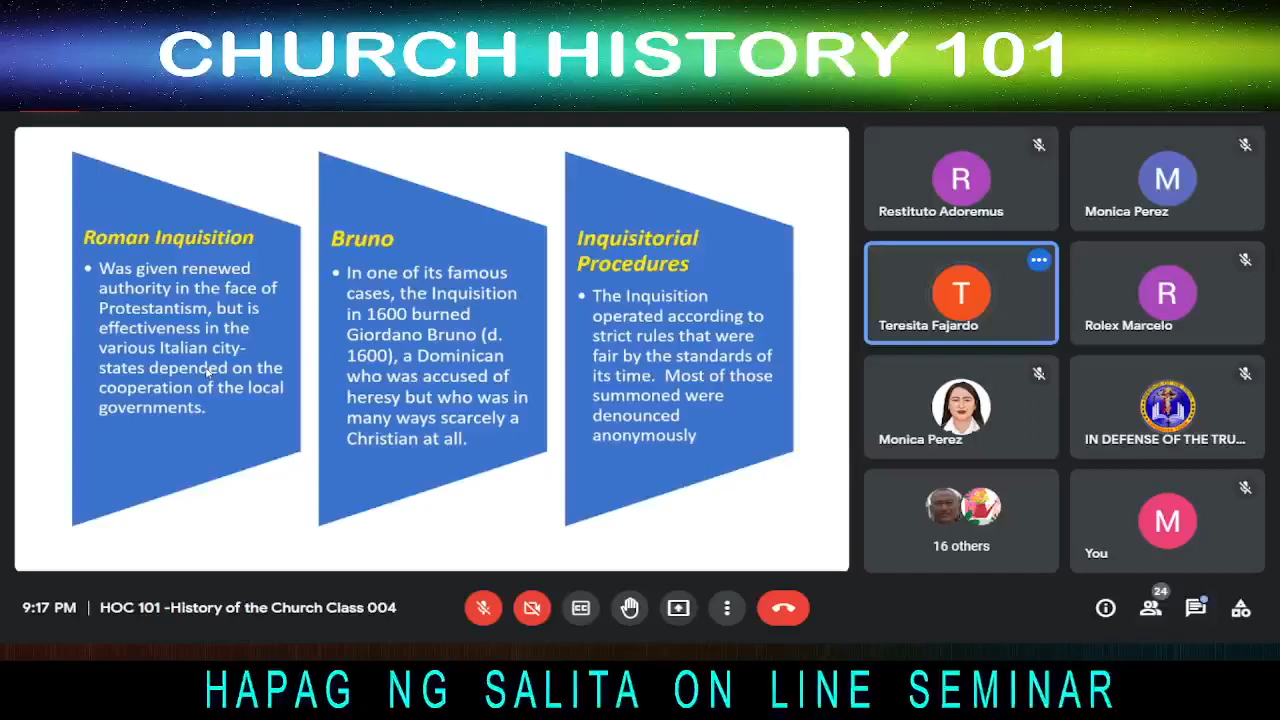 CHURCH HISTORY 101
Roman Inquisition
• Was given renewed
authority in the face of
Protestantism, but is
effectiveness in the
various Italian city-
states depended on the
cooperation of the local
governments.
Bruno
• In one of its famous
cases, the Inquisition
in 1600 burned
Giordano Bruno (d.
1600), a Dominican
who was accused of
heresy but who was in
many ways scarcely a
Christian at all.
Inquisitorial
Procedures
• The Inquisition
operated according to
strict rules that were
fair by the standards of
its time. Most of those
summoned were
denounced
anonymously
R
Restituto Adoremus
M
Monica Perez
T
Teresita Fajardo
R
Rolex Marcelo
Monica Perez
IN DEFENSE OF THE TRU...
16 others
M
You
9:17 PM | HOC 101 -History of the Church Class 004
CC
24
HAPAG NG SALITA ON LINE SEMINAR